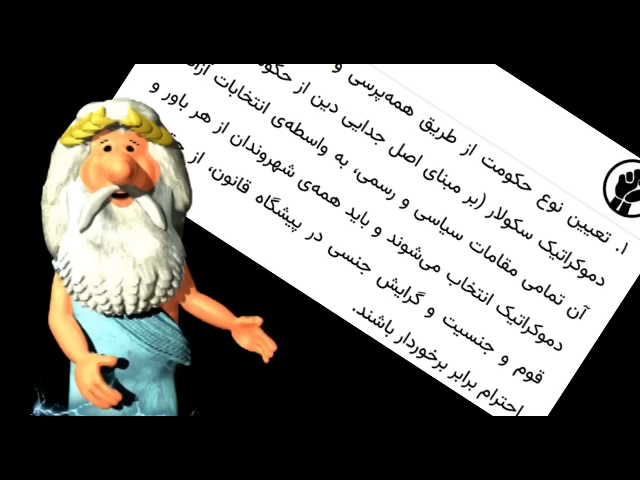 ۱. تعیین نوع حکومت از طریق همه‌پرسی و
دموکراتیک سکولار (بر مبنای اصل جدایی دین از
آن تمامی مقامات سیاسی و رسمی، به واسطه‌ی انتخابات
دموکراتیک انتخاب می‌شوند و باید همه‌ی شهروندان از هر باور و
قوم و جنسیت و گرایش جنسی در پیشگاه قانون، از
احترام برابر برخوردار باشند.